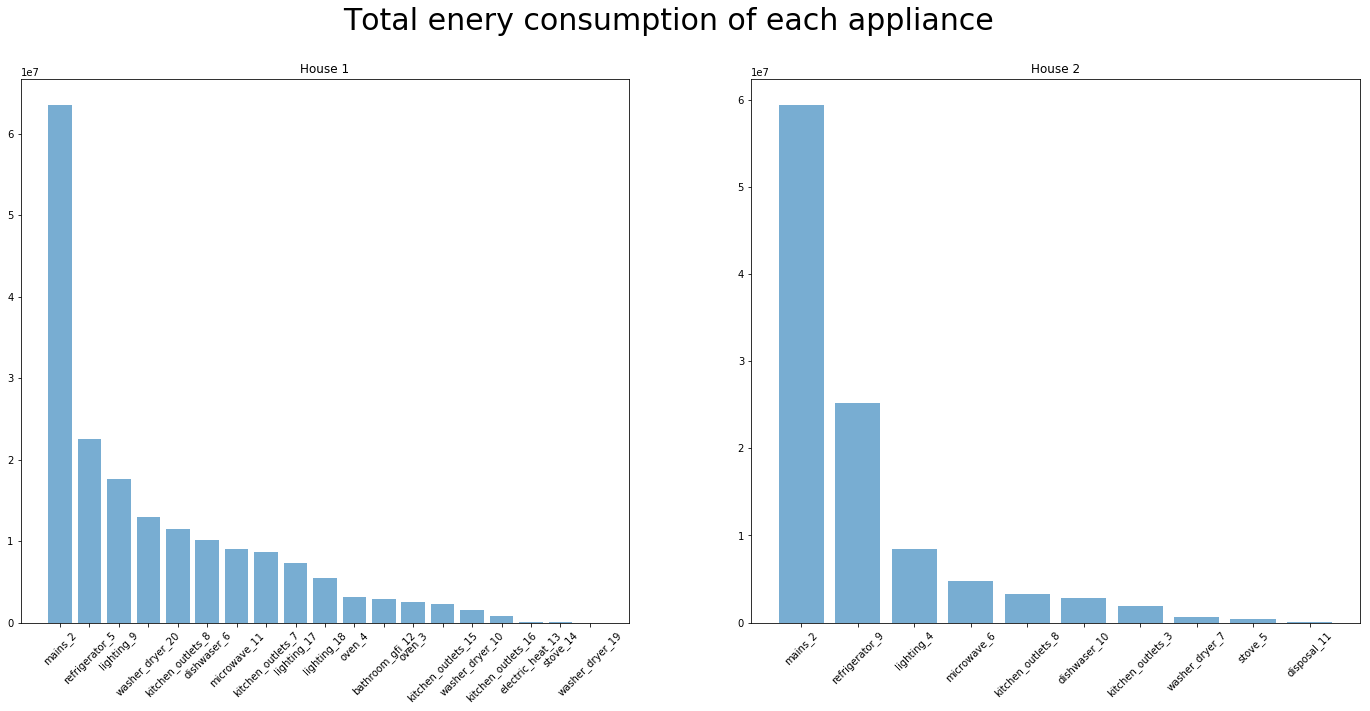 Total enery consumption of each appliance
House 1
1e7
6
5
4
3
2
1
0
mains_2
refrigerator_5
lighting_9
washer_dryer_20
kitchen_outlets_8
dishwaser_6
microwave_11
kitchen_outlets_7
lighting_17
lighting_18
oven_4
bathroom_gfi_12
oven_3
kitchen_outlets_15
washer_dryer_10
kitchen_outlets_16
electric_heat_13
stove_14
washer_dryer_19
House 2
1e7
6
5
4
3
2
1
0
mains_2
refrigerator_9
lighting_4
microwave_6
kitchen_outlets_8
dishwaser_10
kitchen_outlets_3
washer_dryer_7
stove_5
disposal_11